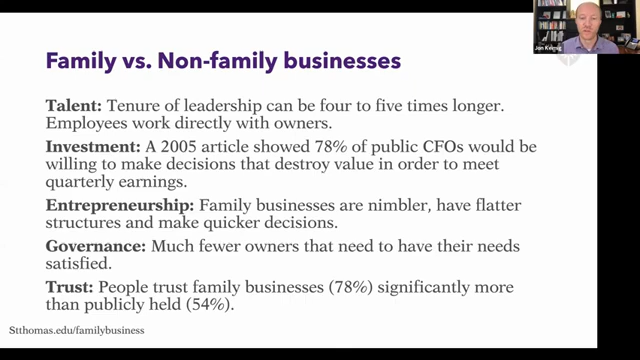 Jon Keimig
Family vs. Non-family businesses
Talent: Tenure of leadership can be four to five times longer.
Employees work directly with owners.
Investment: A 2005 article showed 78% of public CFOs would be
willing to make decisions that destroy value in order to meet
quarterly earnings.
Entrepreneurship: Family businesses are nimbler, have flatter
structures and make quicker decisions.
Governance: Much fewer owners that need to have their needs
satisfied.
Trust: People trust family businesses (78%) significantly more
than publicly held (54%).
Stthomas.edu/familybusiness